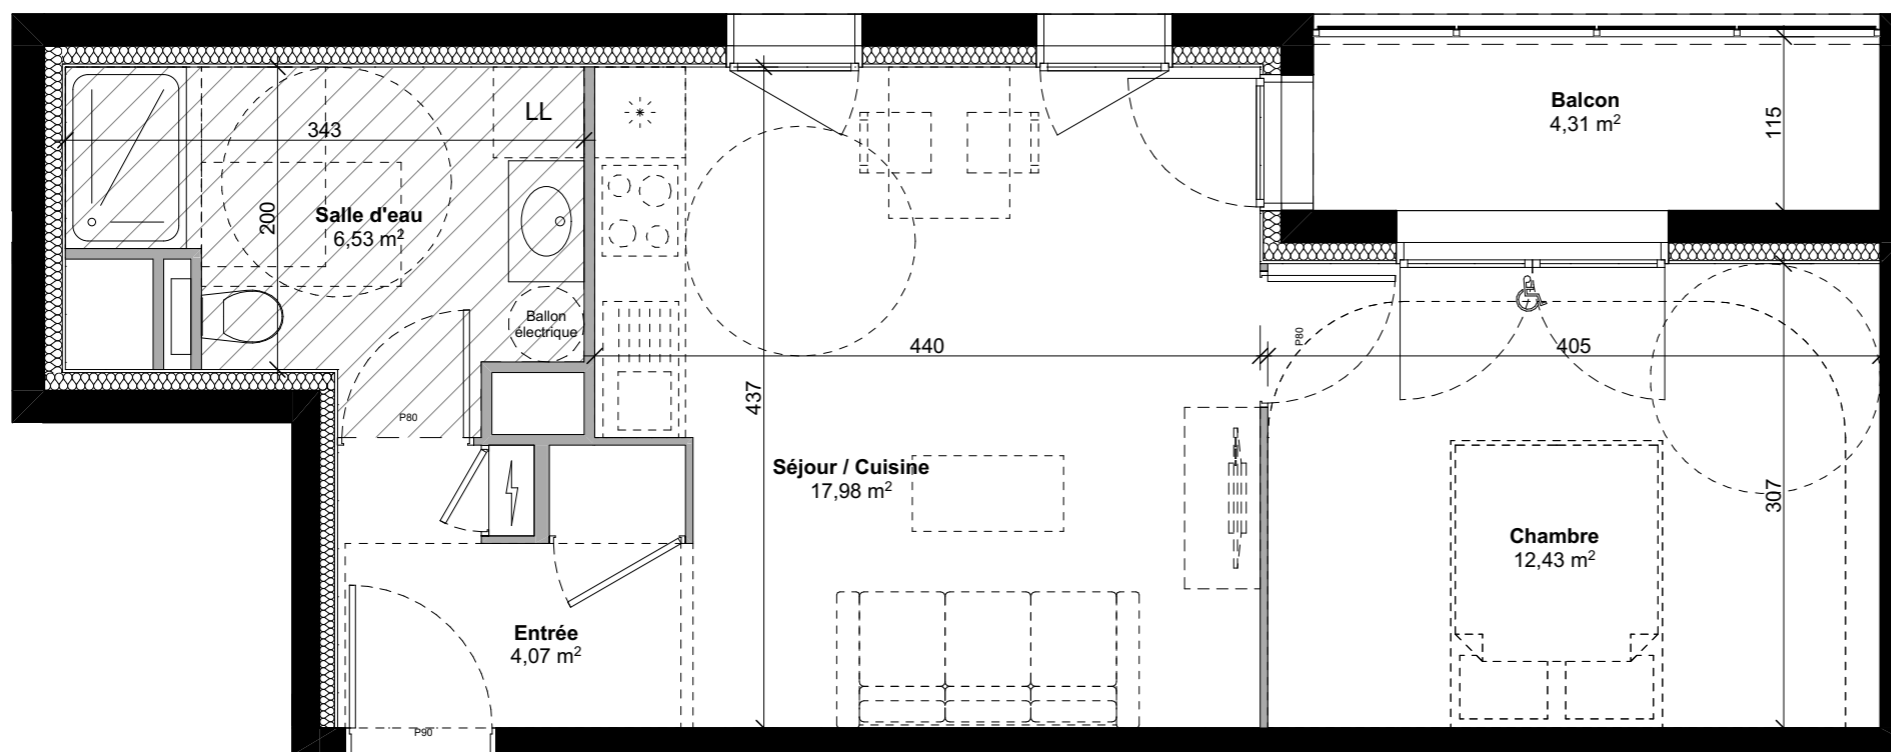 LL
343
200
Salle d'eau
6,53 m²
Ballon
électrique
P80
437
440
Séjour / Cuisine
17,98 m²
Entrée
4,07 m²
P90
Balcon
4,31 m²
115
P80
405
307
Chambre
12,43 m²